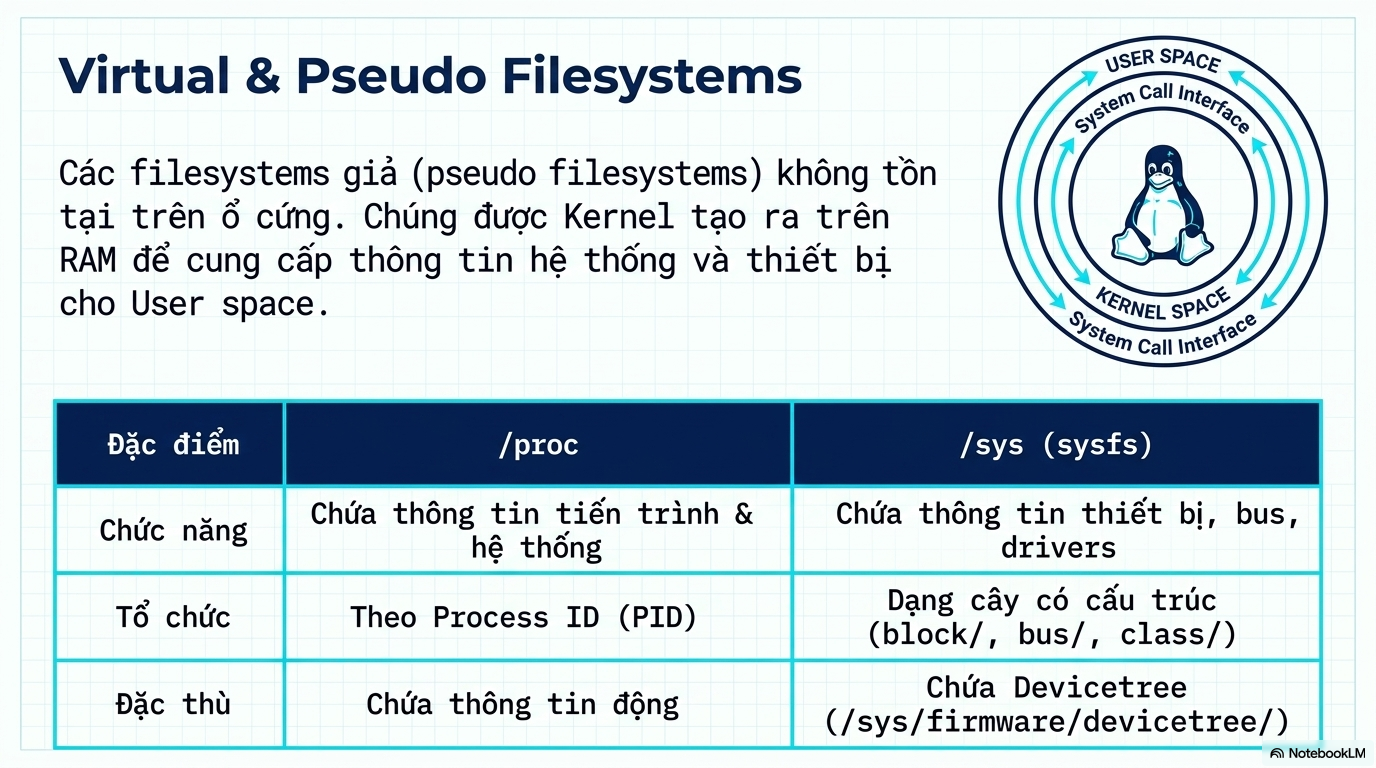 Virtual & Pseudo Filesystems
Các filesystems giả (pseudo filesystems) không tồn
tại trên ổ cứng. Chúng được Kernel tạo ra trên
RAM để cung cấp thông tin hệ thống và thiết bị
cho User space.
USER SPACE
System Call Interface
KERNEL SPACE
System Call Interface
Đặc điểm
/proc
/sys (sysfs)
Chức năng
Chứa thông tin tiến trình &
hệ thống
Chứa thông tin thiết bị, bus,
drivers
Tổ chức
Theo Process ID (PID)
Dạng cây có cấu trúc
(block/, bus/, class/)
Đặc thù
Chứa thông tin động
Chứa Devicetree
(/sys/firmware/devicetree/)
NotebookLM